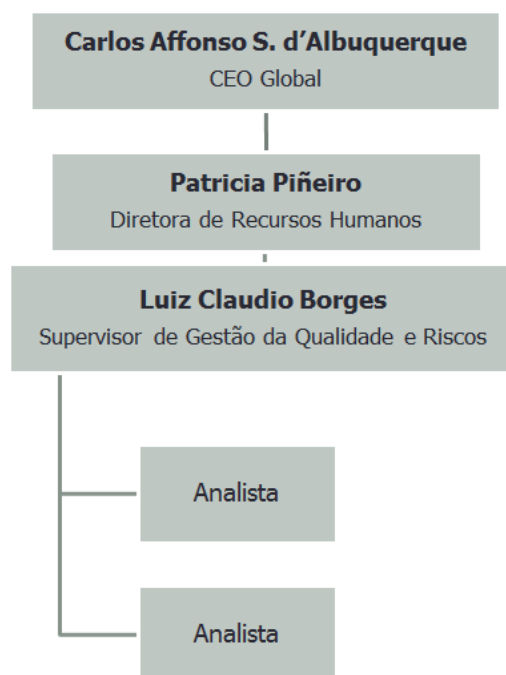 Carlos Affonso S. d’Albuquerque
CEO Global
Patricia Piñeiro
Diretora de Recursos Humanos
Luiz Claudio Borges
Supervisor de Gestão da Qualidade e Riscos
Analista
Analista